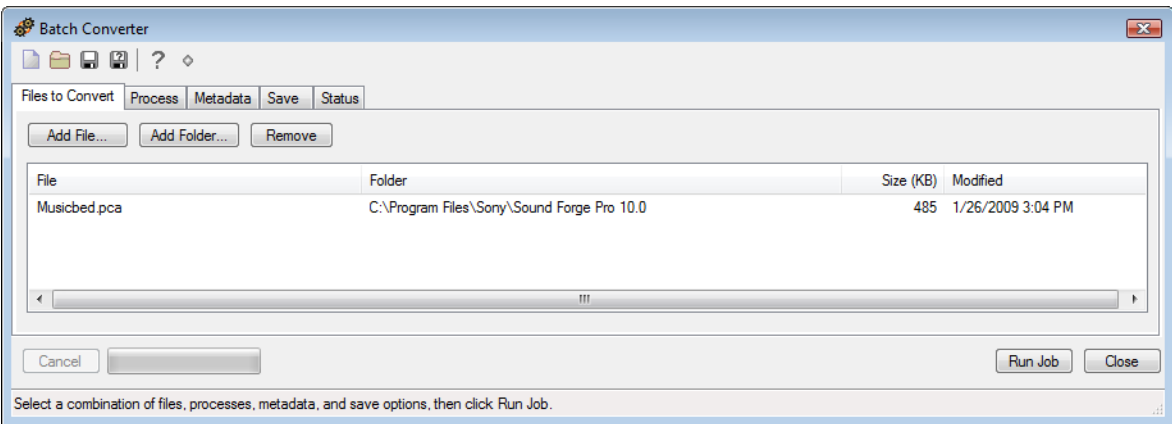 Batch Converter
?
Files to Convert Process Metadata Save Status
Add File... Add Folder... Remove
File Folder Size (KB) Modified
Musicbed.pca C:\Program Files\Sony\Sound Forge Pro 10.0 485 1/26/2009 3:04 PM
Cancel Run Job Close
Select a combination of files, processes, metadata, and save options, then click Run Job.